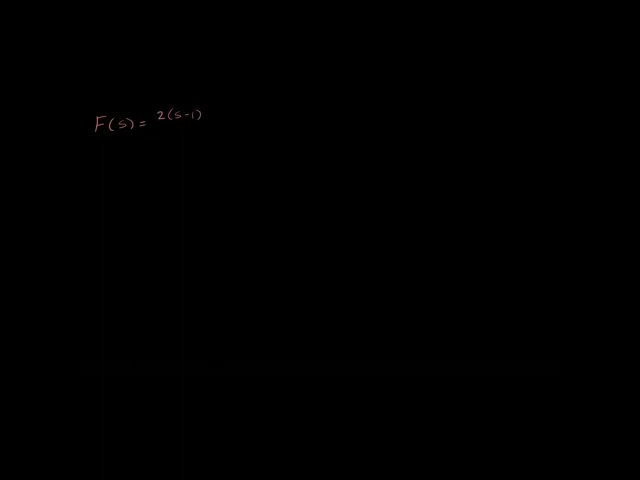 F(s) = 2(s-1)